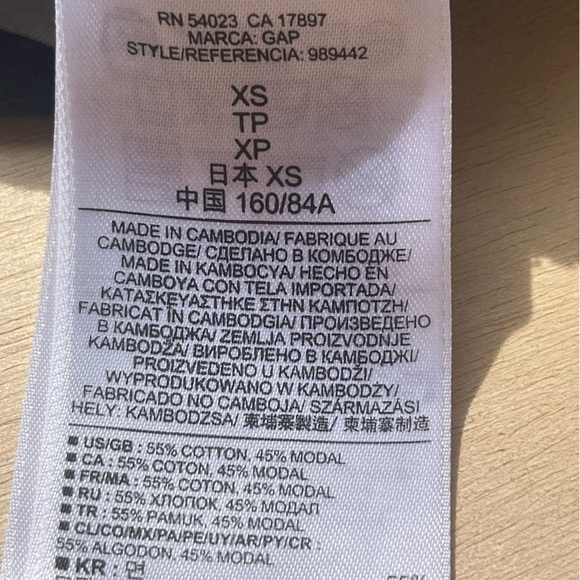 RN 54023 CA 17897
MARCA: GAP
STYLE/REFERENCIA: 989442
XS
TP
XP
日本 XS
中国 160/84A
MADE IN CAMBODIA/ FABRIQUE AU
CAMBODGE/ СДЕЛАНО В КОМБОДЖЕ/
MADE IN KAMBOCYA/ HECHO EN
CAMBOYA CON TELA IMPORTADA/
ΚΑΤΑΣΚΕΥΑΣΤΗΚΕ ΣΤΗΝ ΚΑΜΠΟΤΖΗ/
FABRICAT ÎN CAMBODGIA/ ПРОИЗВЕДЕНО
В КАМБОДЖА/ ZEMLJA PROIZVODNJE
KAMBODŽA/ ВИРОБЛЕНО В КАМБОДЖІ/
PROIZVEDENO U KAMBODŽI/
WYPRODUKOWANO W KAMBODŻY/
FABRICADO NO CAMBOJA/ SZÁRMAZÁSI
HELY: KAMBODZSA/ 柬埔寨製造/ 柬埔寨制造
■ US/GB : 55% COTTON, 45% MODAL
■ CA : 55% COTON, 45% MODAL
■ FR/MA : 55% COTON, 45% MODAL
■ RU : 55% ХЛОПОК, 45% МОДАЛ
■ TR : 55% PAMUK, 45% MODAL
■ CL/CO/MX/PA/PE/UY/AR/PY/CR :
55% ALGODON, 45% MODAL
■ KR : 면
55%